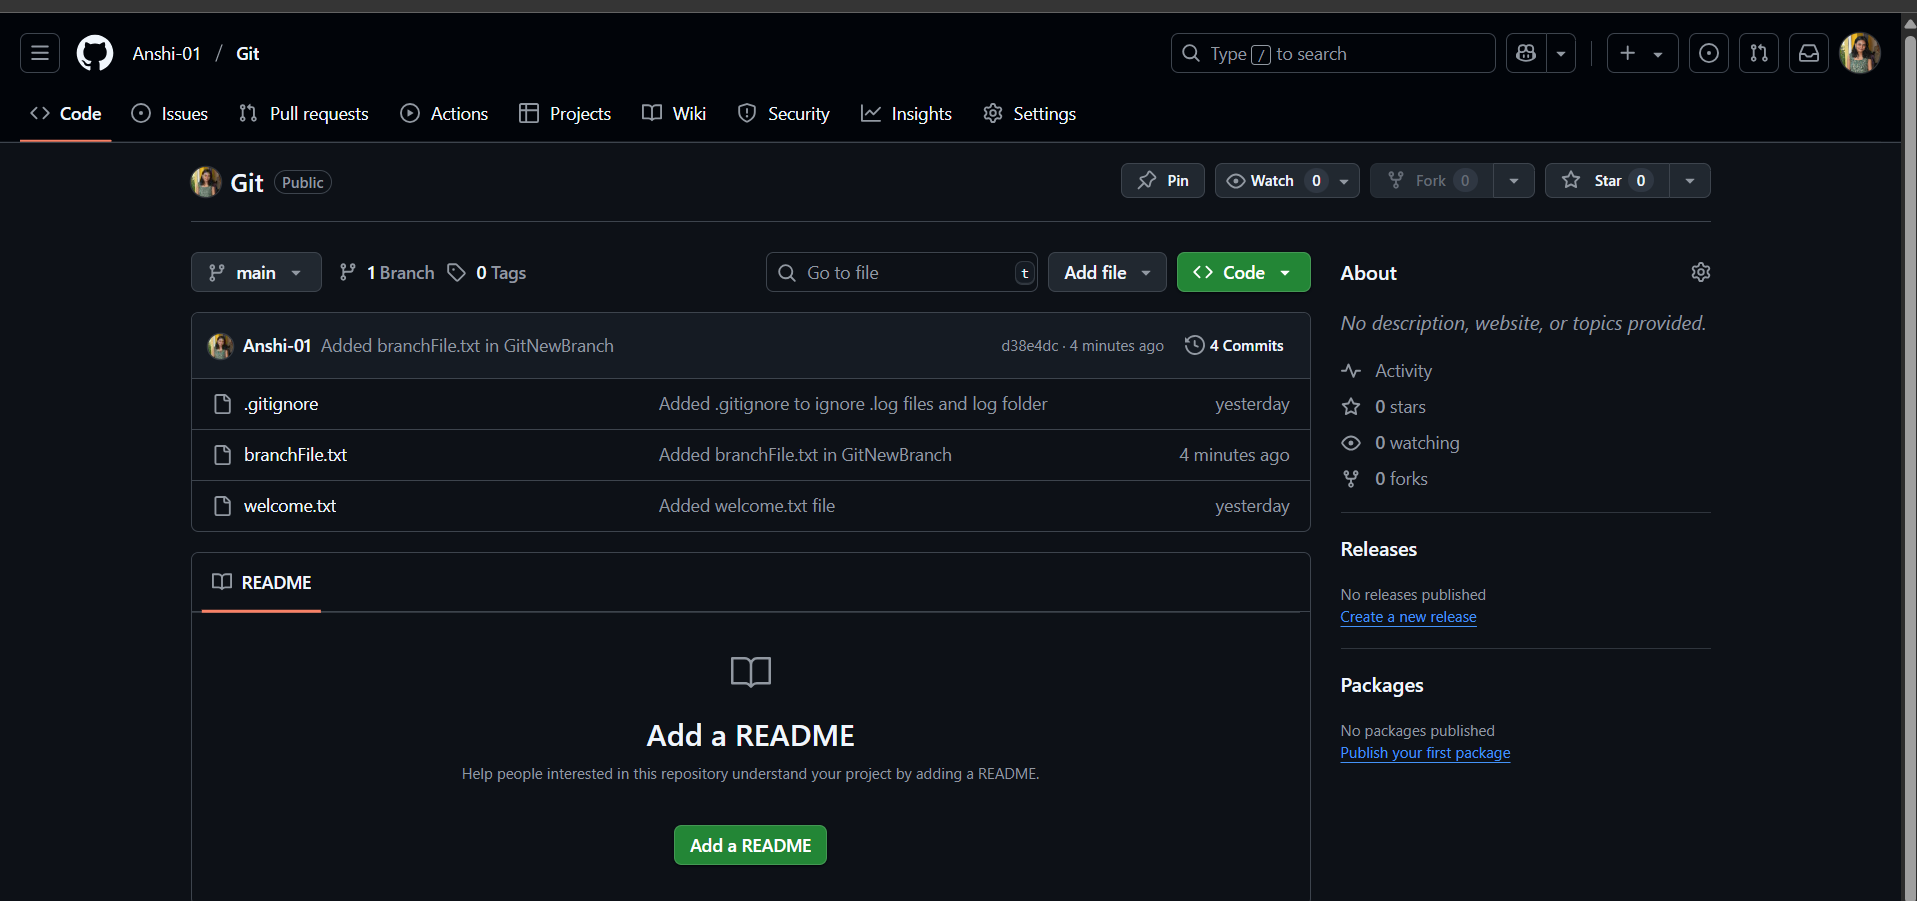 Anshi-01 / Git
Type / to search
Code Issues Pull requests Actions Projects Wiki Security Insights Settings
Git Public
Pin Watch 0 Fork 0 Star 0
main 1 Branch 0 Tags
Go to file t
Add file
Code
Anshi-01 Added branchFile.txt in GitNewBranch d38e4dc · 4 minutes ago 4 Commits
.gitignore Added .gitignore to ignore .log files and log folder yesterday
branchFile.txt Added branchFile.txt in GitNewBranch 4 minutes ago
welcome.txt Added welcome.txt file yesterday
README
Add a README
Help people interested in this repository understand your project by adding a README.
Add a README
About
No description, website, or topics provided.
Activity
0 stars
0 watching
0 forks
Releases
No releases published
Create a new release
Packages
No packages published
Publish your first package